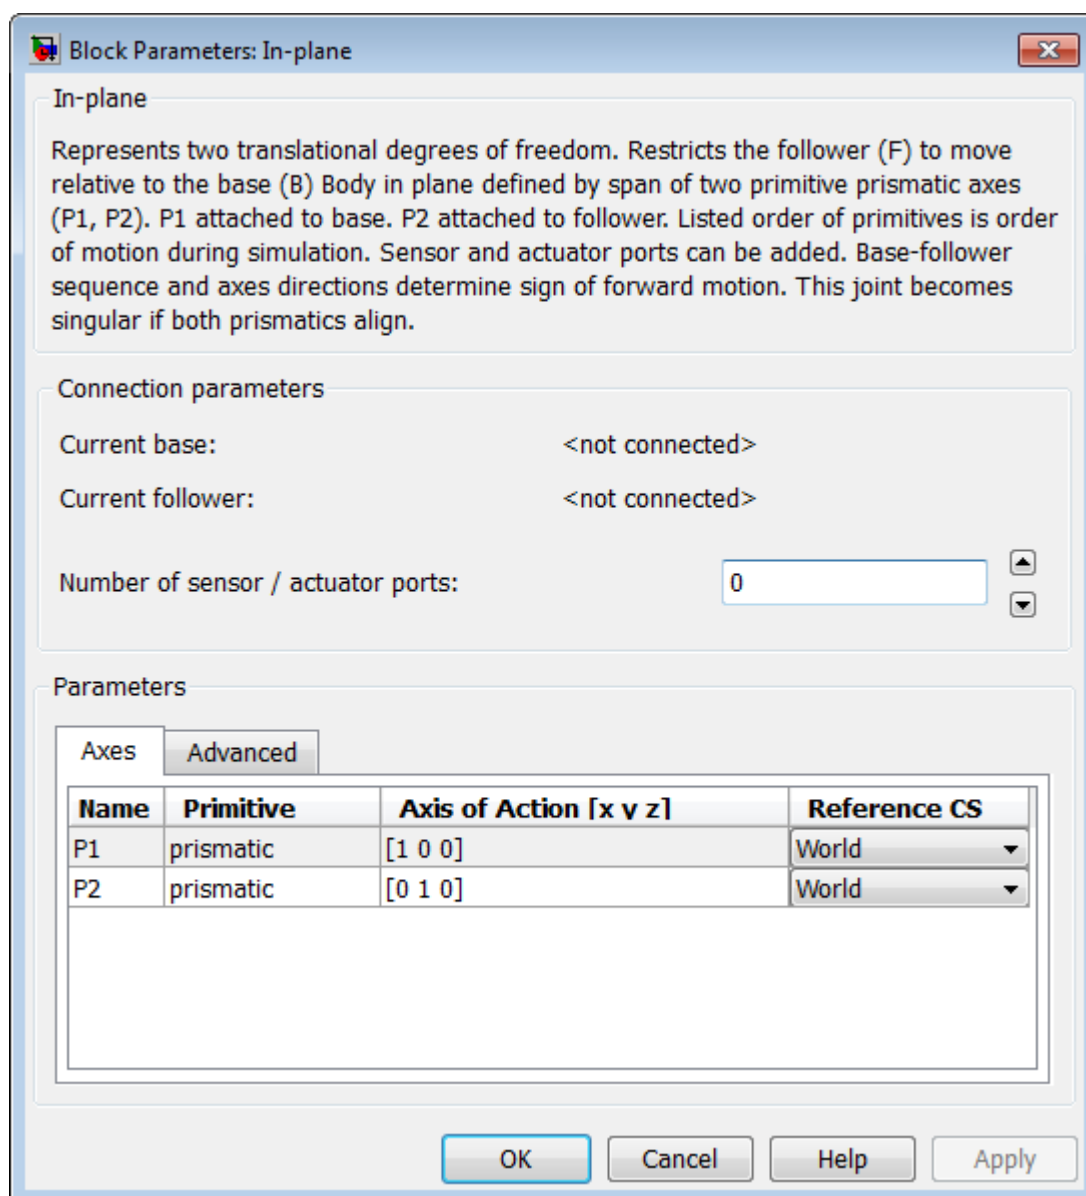 Block Parameters: In-plane
In-plane
Represents two translational degrees of freedom. Restricts the follower (F) to move
relative to the base (B) Body in plane defined by span of two primitive prismatic axes
(P1, P2). P1 attached to base. P2 attached to follower. Listed order of primitives is order
of motion during simulation. Sensor and actuator ports can be added. Base-follower
sequence and axes directions determine sign of forward motion. This joint becomes
singular if both prismatics align.
Connection parameters
Current base: <not connected>
Current follower: <not connected>
Number of sensor / actuator ports: 0
Parameters
Axes Advanced
Name Primitive Axis of Action [x y z] Reference CS
P1 prismatic [1 0 0] World
P2 prismatic [0 1 0] World
OK Cancel Help Apply